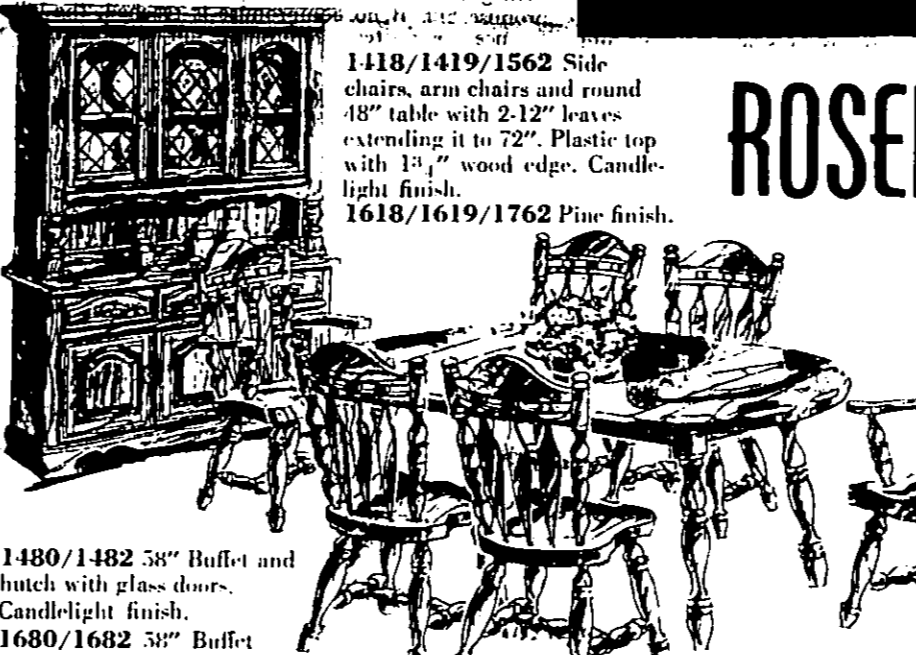 1418/1419/1562 Side
chairs, arm chairs and round
48" table with 2-12" leaves
extending it to 72". Plastic top
with 1¾" wood edge. Candle-
light finish.
1618/1619/1762 Pine finish.
1480/1482 58" Buffet and
hutch with glass doors.
Candlelight finish.
1680/1682 58" Buffet